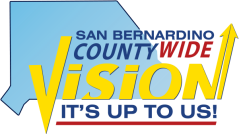 SAN BERNARDINO
COUNTYWIDE
ViSiON
IT'S UP TO US!